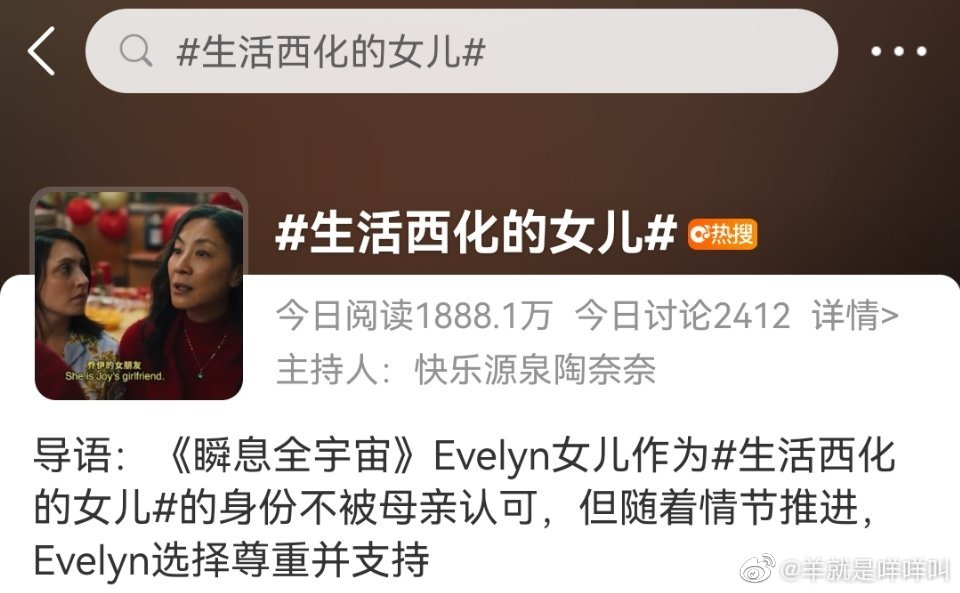 #生活西化的女儿#
#生活西化的女儿# 热搜
今日阅读1888.1万 今日讨论2412 详情>
主持人：快乐源泉陶奈奈
乔伊的女朋友
She is Joy's girlfriend.
导语：《瞬息全宇宙》Evelyn女儿作为#生活西化
的女儿#的身份不被母亲认可，但随着情节推进，
Evelyn选择尊重并支持
@羊就是咩咩叫